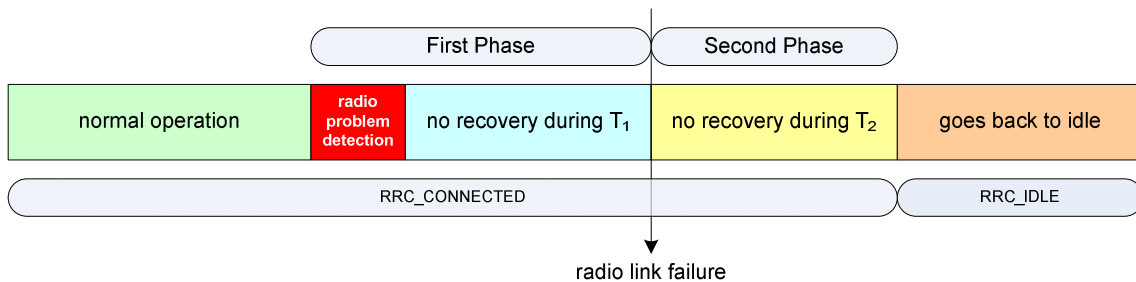 First Phase
Second Phase
normal operation
radio
problem
detection
no recovery during T₁
no recovery during T₂
goes back to idle
RRC_CONNECTED
RRC_IDLE
radio link failure